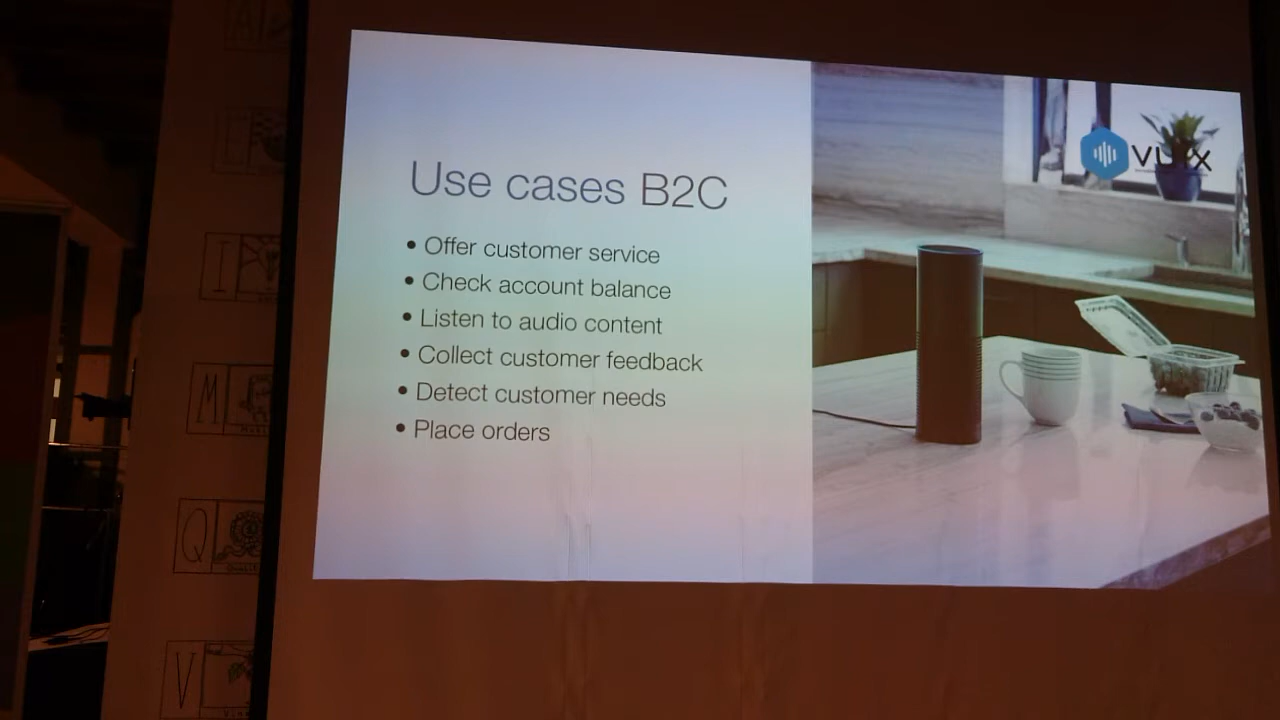 Use cases B2C
• Offer customer service
• Check account balance
• Listen to audio content
• Collect customer feedback
• Detect customer needs
• Place orders
I
M
Q
V